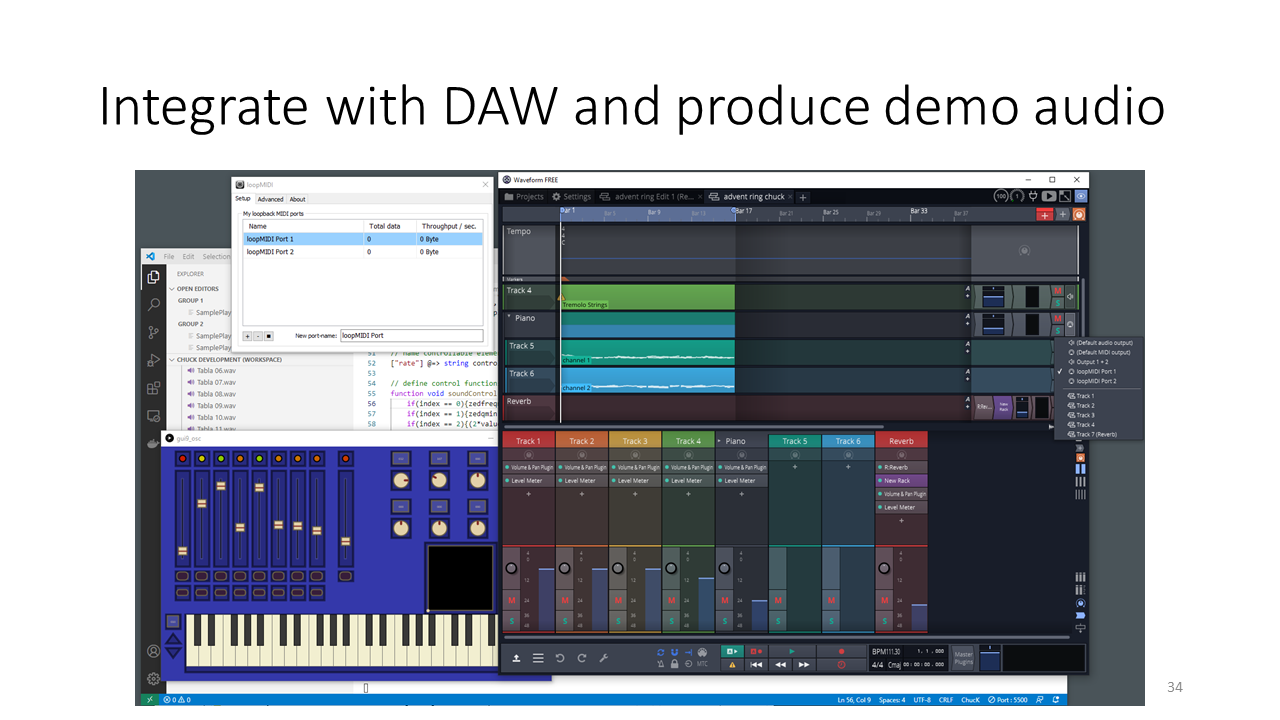 Integrate with DAW and produce demo audio
loopMIDI
Setup Advanced About
My loopback MIDI ports
Name Total data Throughput / sec.
loopMIDI Port 1 0 0 Byte
loopMIDI Port 2 0 0 Byte
New port-name: loopMIDI Port
File Edit Selection
EXPLORER
OPEN EDITORS
GROUP 1
SamplePlay
GROUP 2
SamplePlay
SamplePlay
CHUCK DEVELOPMENT (WORKSPACE)
Tabla 06.wav
Tabla 07.wav
Tabla 08.wav
Tabla 09.wav
Tabla 10.wav
Tabla 11.wav
51 // name controllable elem
52 ["rate"] @=> string contro
53
54 // define control function
55 function void soundControl
56 if(index == 0){zedfreq
57 if(index == 1){zedqmin
58 if(index == 2){(2*valu
gui8_osc
Waveform FREE
Projects Settings advent ring Edit 1 (Re... advent ring chuck
Bar 1 Bar 5 Bar 9 Bar 13 Bar 17 Bar 21 Bar 25 Bar 29 Bar 33 Bar 37
Tempo
4
4
C
Markers
Track 4
Tremolo Strings
Piano
Track 5
channel 1
Track 6
channel 2
Reverb
R:Rev...
New Rack
(Default audio output)
(Default MIDI output)
Output 1 + 2
loopMIDI Port 1
loopMIDI Port 2
Track 1
Track 2
Track 3
Track 4
Track 7 (Reverb)
Track 1 Track 2 Track 3 Track 4 Piano Track 5 Track 6 Reverb
Volume & Pan Plugin Volume & Pan Plugin Volume & Pan Plugin Volume & Pan Plugin Volume & Pan Plugin R:Reverb
Level Meter Level Meter Level Meter Level Meter Level Meter New Rack
Volume & Pan Plugin
Level Meter
M M M M M M M M
S S S S S S S S
MTC
BPM 111.30 1, 1, 000
4/4 Cmaj 00:00:00.000
Master
Plugins
0 0
Ln 56, Col 9 Spaces: 4 UTF-8 CRLF ChucK Port : 5500
34